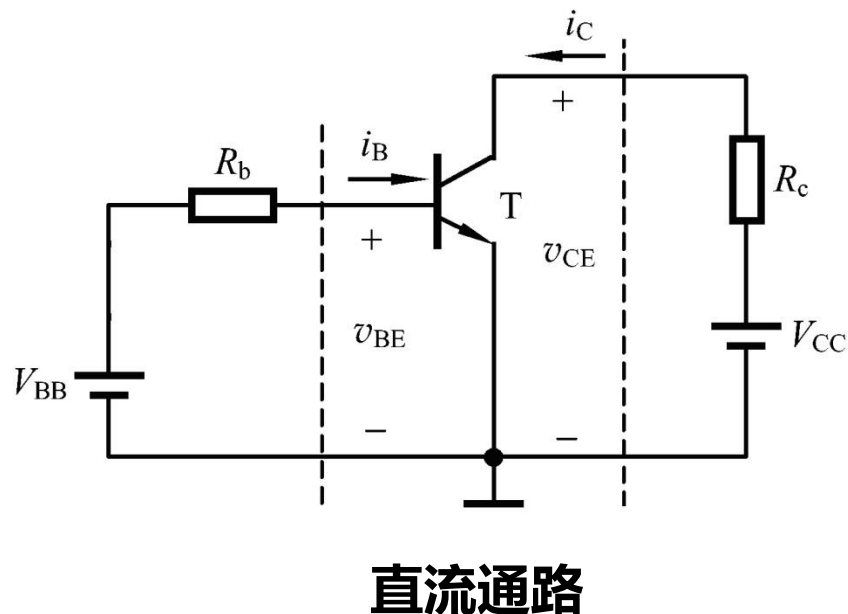 iC
+
Rb
iB
T
Rc
+
vCE
vBE
VCC
VBB
−
−
直流通路